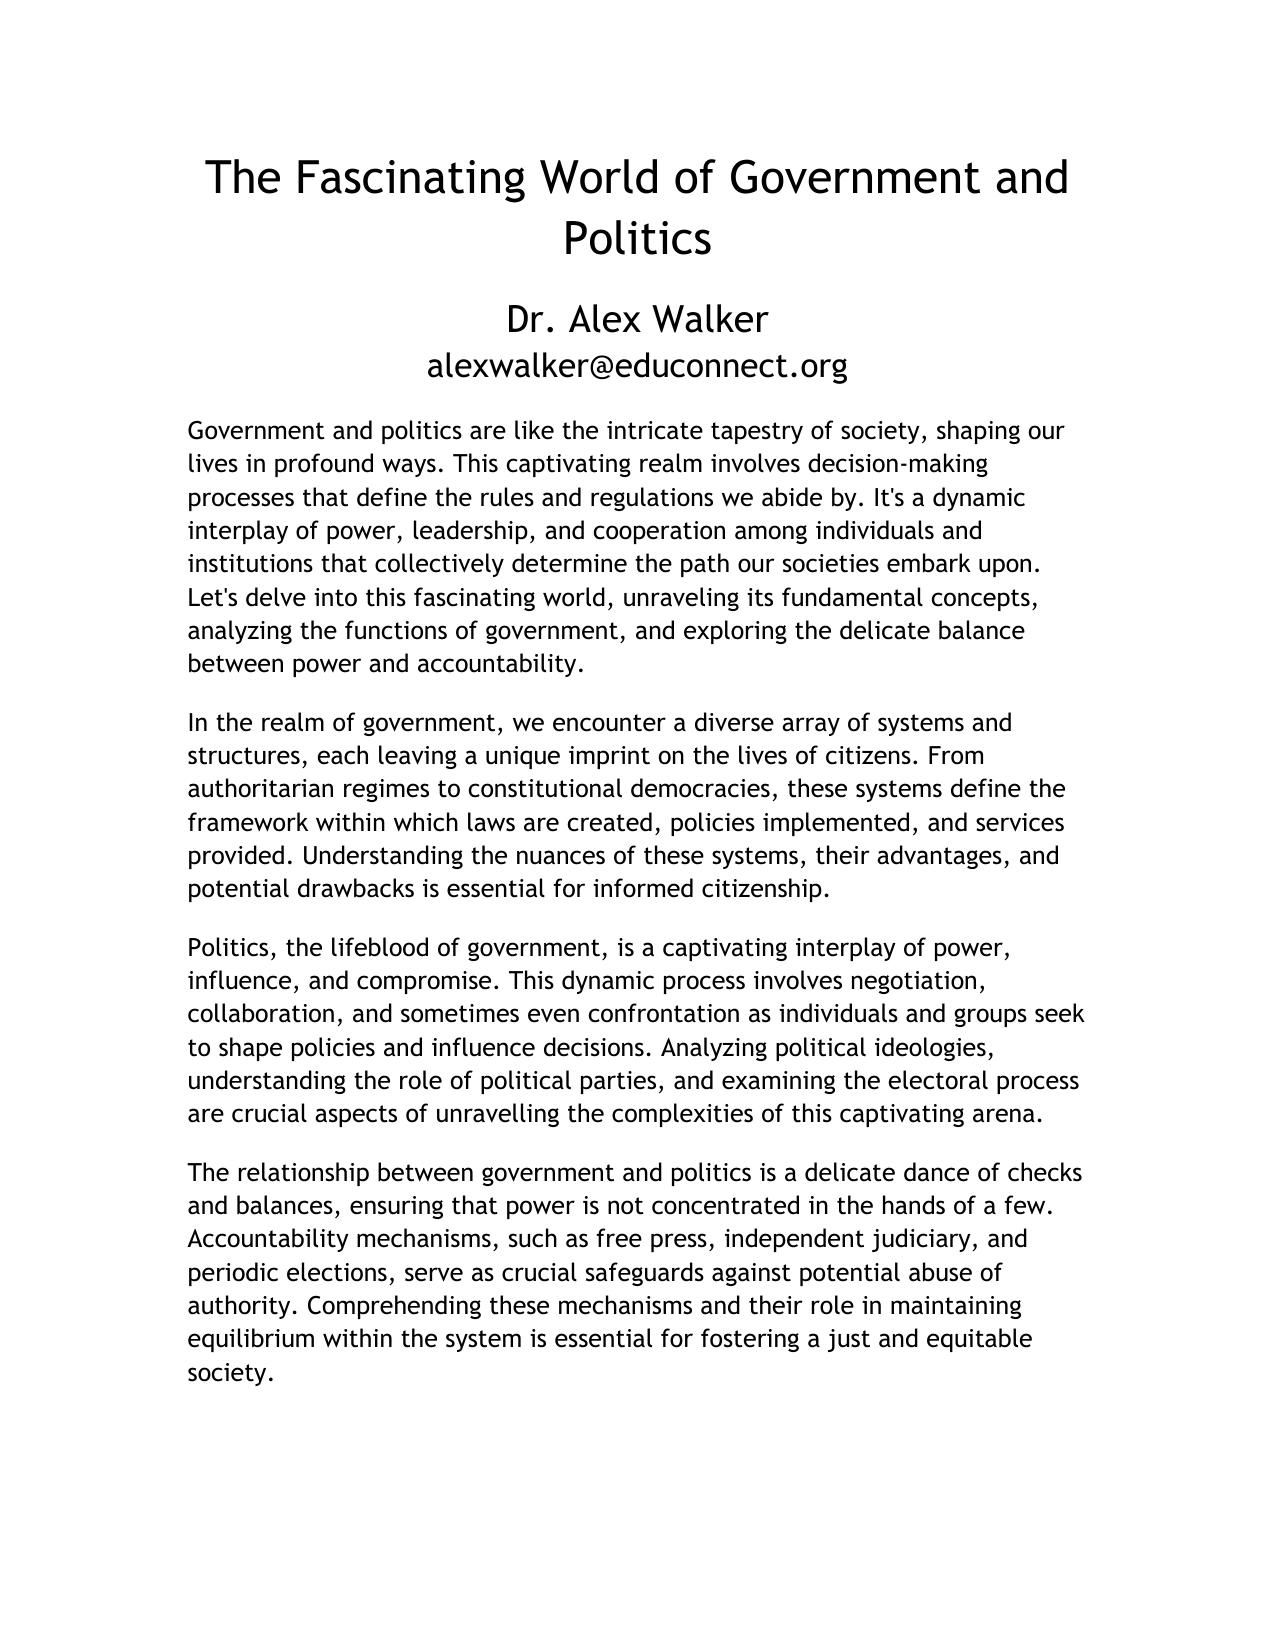 The Fascinating World of Government and
Politics
Dr. Alex Walker
alexwalker@educonnect.org
Government and politics are like the intricate tapestry of society, shaping our
lives in profound ways. This captivating realm involves decision-making
processes that define the rules and regulations we abide by. It's a dynamic
interplay of power, leadership, and cooperation among individuals and
institutions that collectively determine the path our societies embark upon.
Let's delve into this fascinating world, unraveling its fundamental concepts,
analyzing the functions of government, and exploring the delicate balance
between power and accountability.
In the realm of government, we encounter a diverse array of systems and
structures, each leaving a unique imprint on the lives of citizens. From
authoritarian regimes to constitutional democracies, these systems define the
framework within which laws are created, policies implemented, and services
provided. Understanding the nuances of these systems, their advantages, and
potential drawbacks is essential for informed citizenship.
Politics, the lifeblood of government, is a captivating interplay of power,
influence, and compromise. This dynamic process involves negotiation,
collaboration, and sometimes even confrontation as individuals and groups seek
to shape policies and influence decisions. Analyzing political ideologies,
understanding the role of political parties, and examining the electoral process
are crucial aspects of unravelling the complexities of this captivating arena.
The relationship between government and politics is a delicate dance of checks
and balances, ensuring that power is not concentrated in the hands of a few.
Accountability mechanisms, such as free press, independent judiciary, and
periodic elections, serve as crucial safeguards against potential abuse of
authority. Comprehending these mechanisms and their role in maintaining
equilibrium within the system is essential for fostering a just and equitable
society.